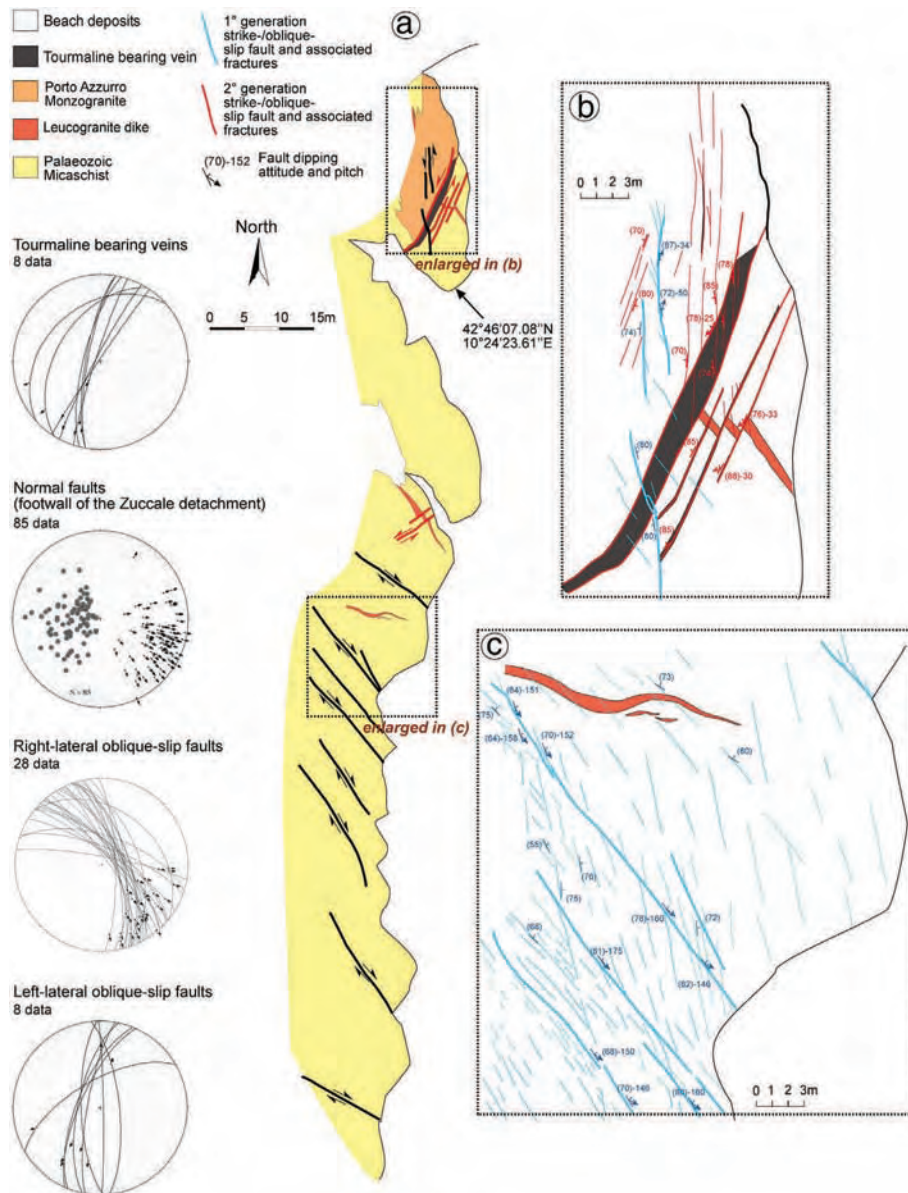 Beach deposits
Tourmaline bearing vein
Porto Azzurro
Monzogranite
Leucogranite dike
Palaeozoic
Micaschist
1° generation
strike-/oblique-
slip fault and associated
fractures
2° generation
strike-/oblique-
slip fault and associated
fractures
(70)-152
Fault dipping
attitude and pitch
North
0 5 10 15m
Tourmaline bearing veins
8 data
Normal faults
(footwall of the Zuccale detachment)
85 data
N = 85
Right-lateral oblique-slip faults
28 data
Left-lateral oblique-slip faults
8 data
a
enlarged in (b)
42°46'07.08"N
10°24'23.61"E
enlarged in (c)
b
0 1 2 3m
(70)
(87)-34
(60)
(72)-50
(74)
(78)
(85)
(78)-25
(70)
(76)-33
(85)
(86)-30
(80)
(80)
(85)
c
(73)
(64)-151
(75)
(64)-158
(70)-152
(60)
(55)
(70)
(75)
(78)-160
(72)
(68)
(81)-175
(82)-146
(68)-150
(70)-146
(80)-160
0 1 2 3m